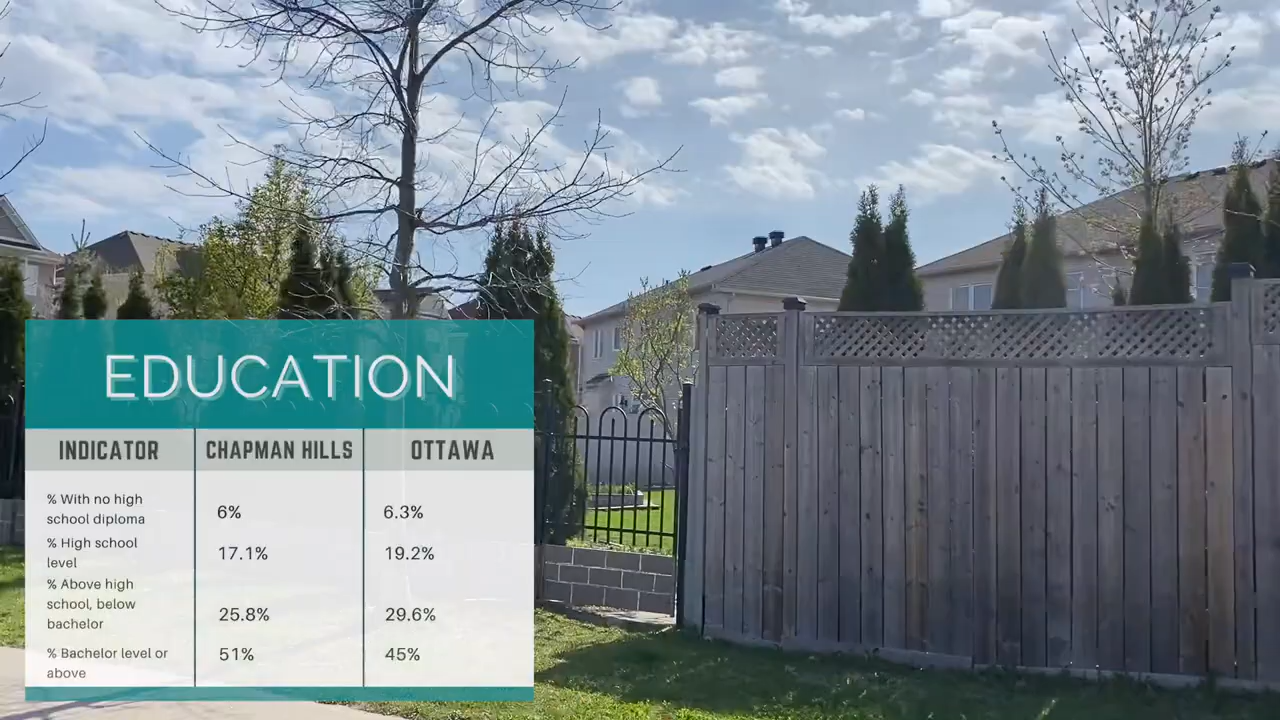 EDUCATION
INDICATOR CHAPMAN HILLS OTTAWA
% With no high
school diploma 6% 6.3%
% High school
level 17.1% 19.2%
% Above high
school, below
bachelor 25.8% 29.6%
% Bachelor level or
above 51% 45%